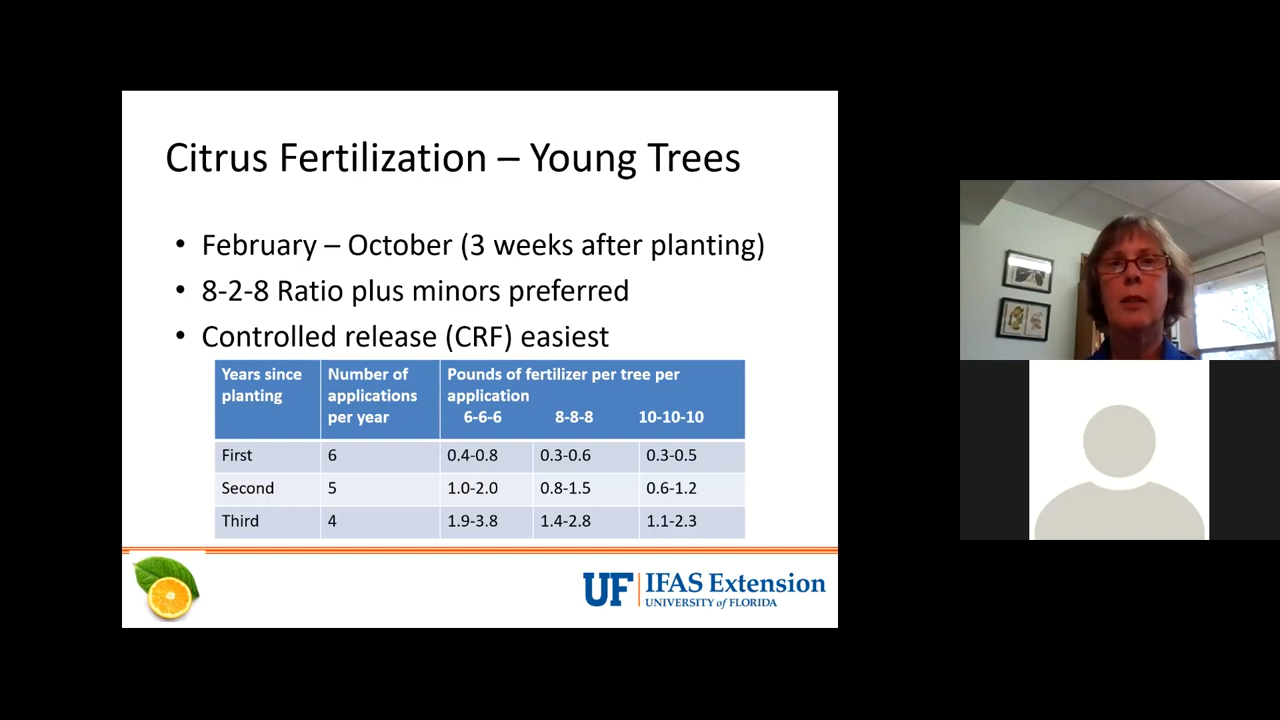 Citrus Fertilization – Young Trees
• February – October (3 weeks after planting)
• 8-2-8 Ratio plus minors preferred
• Controlled release (CRF) easiest
Years since planting
Number of applications per year
Pounds of fertilizer per tree per application
6-6-6 8-8-8 10-10-10
First 6 0.4-0.8 0.3-0.6 0.3-0.5
Second 5 1.0-2.0 0.8-1.5 0.6-1.2
Third 4 1.9-3.8 1.4-2.8 1.1-2.3
UF IFAS Extension
UNIVERSITY of FLORIDA